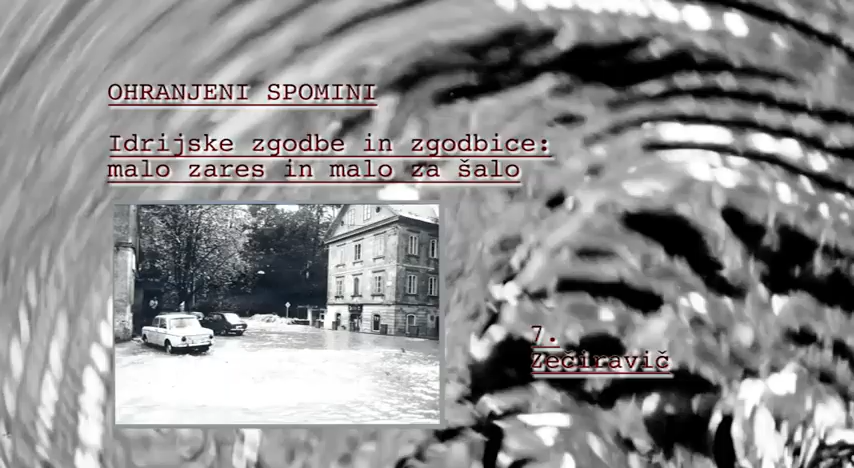 OHRANJENI SPOMINI
Idrijske zgodbe in zgodbice:
malo zares in malo za šalo
7.
Zečiravič